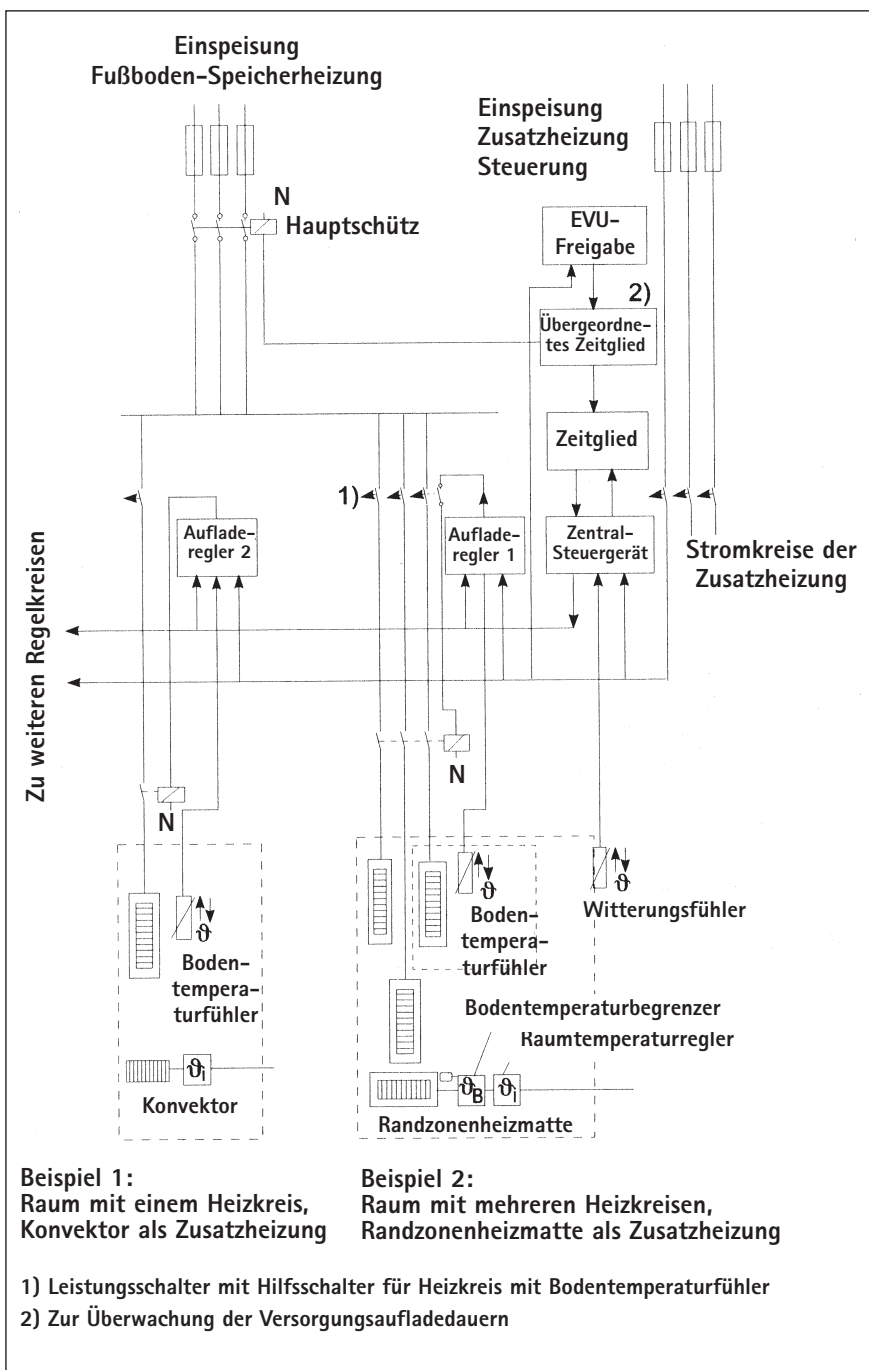 Einspeisung
Fußboden-Speicherheizung
Einspeisung
Zusatzheizung
Steuerung
N
Hauptschütz
EVU-
Freigabe
2)
Übergeordne-
tes Zeitglied
Zeitglied
1)
Auflade-
regler 2
Auflade-
regler 1
Zentral-
Steuergerät
Stromkreise der
Zusatzheizung
Zu weiteren Regelkreisen
N
N
ϑ
Boden-
tempera-
turfühler
ϑ
Boden-
tempera-
turfühler
ϑ
Witterungsfühler
Bodentemperaturbegrenzer
Raumtemperaturregler
ϑi
Konvektor
ϑB
ϑi
Randzonenheizmatte
Beispiel 1:
Raum mit einem Heizkreis,
Konvektor als Zusatzheizung
Beispiel 2:
Raum mit mehreren Heizkreisen,
Randzonenheizmatte als Zusatzheizung
1) Leistungsschalter mit Hilfsschalter für Heizkreis mit Bodentemperaturfühler
2) Zur Überwachung der Versorgungsaufladedauern